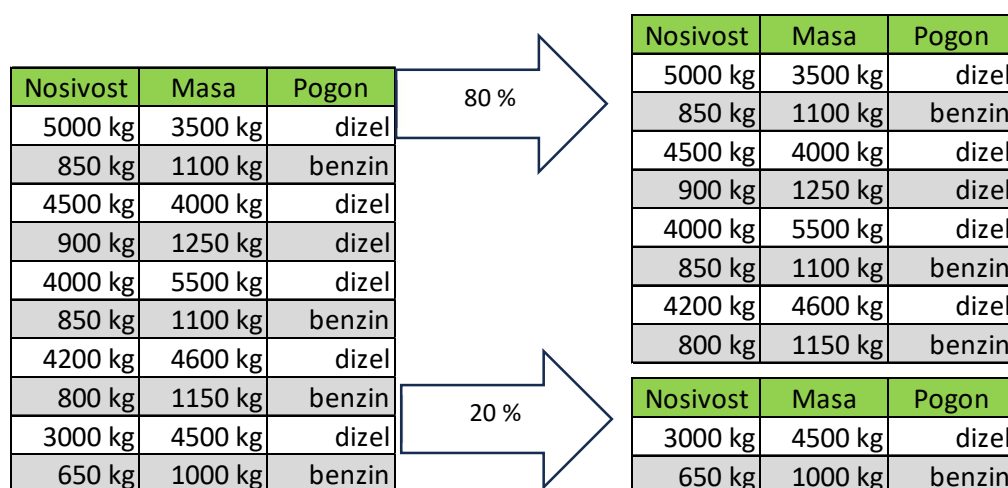 Nosivost Masa Pogon
5000 kg 3500 kg dizel
850 kg 1100 kg benzin
4500 kg 4000 kg dizel
900 kg 1250 kg dizel
4000 kg 5500 kg dizel
850 kg 1100 kg benzin
4200 kg 4600 kg dizel
800 kg 1150 kg benzin
3000 kg 4500 kg dizel
650 kg 1000 kg benzin
80 %
20 %
Nosivost Masa Pogon
5000 kg 3500 kg dizel
850 kg 1100 kg benzin
4500 kg 4000 kg dizel
900 kg 1250 kg dizel
4000 kg 5500 kg dizel
850 kg 1100 kg benzin
4200 kg 4600 kg dizel
800 kg 1150 kg benzin
Nosivost Masa Pogon
3000 kg 4500 kg dizel
650 kg 1000 kg benzin